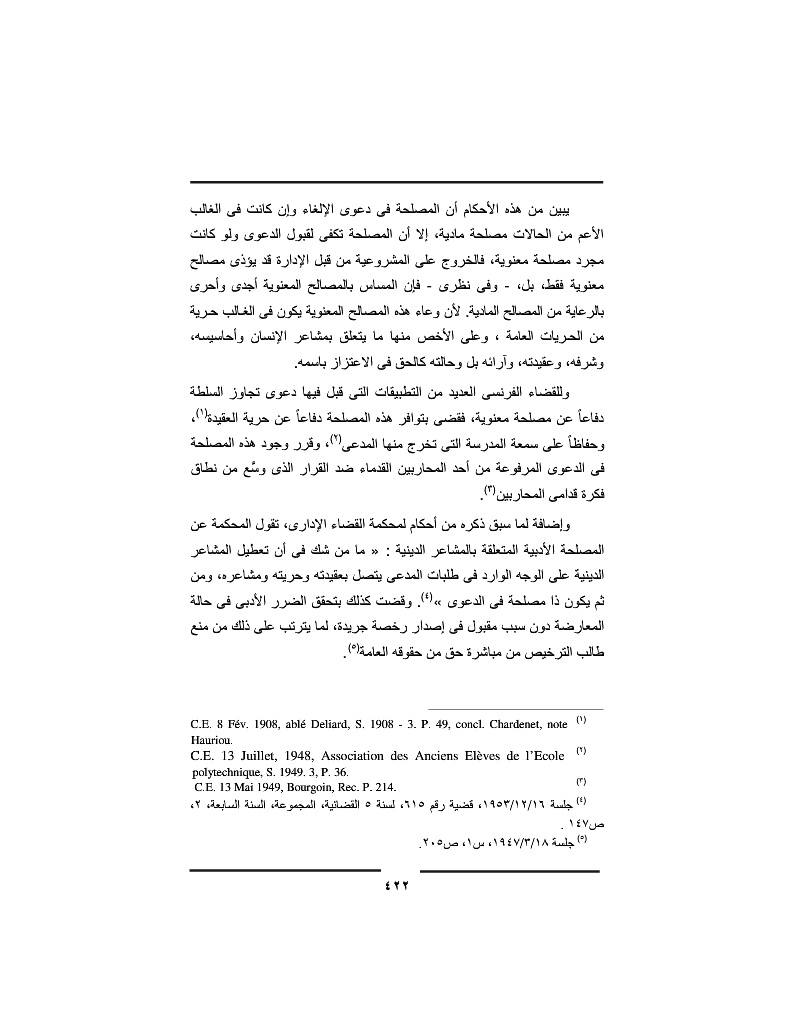 يبين من هذه الأحكام أن المصلحة فى دعوى الإلغاء وإن كانت فى الغالب
الأعم من الحالات مصلحة مادية، إلا أن المصلحة تكفى لقبول الدعوى ولو كانت
مجرد مصلحة معنوية، فالخروج على المشروعية من قبل الإدارة قد يؤذى مصالح
معنوية فقط، بل، - وفى نظرى - فإن المساس بالمصالح المعنوية أجدى وأحرى
بالرعاية من المصالح المادية. لأن وعاء هذه المصالح المعنوية يكون فى الغالب حرية
من الحريات العامة ، وعلى الأخص منها ما يتعلق بمشاعر الإنسان وأحاسيسه،
وشرفه، وعقيدته، وآرائه بل وحالته كالحق فى الاعتزاز باسمه.
وللقضاء الفرنسى العديد من التطبيقات التى قبل فيها دعوى تجاوز السلطة
دفاعاً عن مصلحة معنوية، فقضى بتوافر هذه المصلحة دفاعاً عن حرية العقيدة(١)،
وحفاظاً على سمعة المدرسة التى تخرج منها المدعى(٢)، وقرر وجود هذه المصلحة
فى الدعوى المرفوعة من أحد المحاربين القدماء ضد القرار الذى وسَّع من نطاق
فكرة قدامى المحاربين(٣).
وإضافة لما سبق ذكره من أحكام لمحكمة القضاء الإدارى، تقول المحكمة عن
المصلحة الأدبية المتعلقة بالمشاعر الدينية : « ما من شك فى أن تعطيل المشاعر
الدينية على الوجه الوارد فى طلبات المدعى يتصل بعقيدته وحريته ومشاعره، ومن
ثم يكون ذا مصلحة فى الدعوى »(٤). وقضت كذلك بتحقق الضرر الأدبى فى حالة
المعارضة دون سبب مقبول فى إصدار رخصة جريدة، لما يترتب على ذلك من منع
طالب الترخيص من مباشرة حق من حقوقه العامة(٥).
(١) C.E. 8 Fév. 1908, ablé Deliard, S. 1908 - 3. P. 49, concl. Chardenet, note
Hauriou.
(٢) C.E. 13 Juillet, 1948, Association des Anciens Elèves de l'Ecole
polytechnique, S. 1949. 3, P. 36.
(٣) C.E. 13 Mai 1949, Bourgoin, Rec. P. 214.
(٤) جلسة ١٩٥٣/١٢/١٦، قضية رقم ٦١٥، لسنة ٥ القضائية، المجموعة، السنة السابعة، ٢،
ص١٤٧ .
(٥) جلسة ١٩٤٧/٣/١٨، س١، ص٢٠٥.
٤٢٢